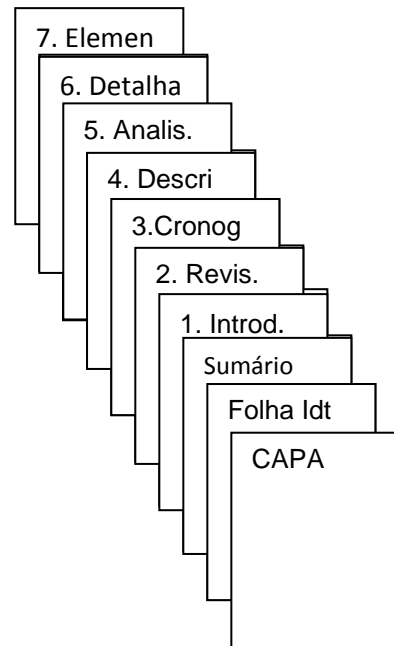 7. Elemen
6. Detalha
5. Analis.
4. Descri
3.Cronog
2. Revis.
1. Introd.
Sumário
Folha Idt
CAPA